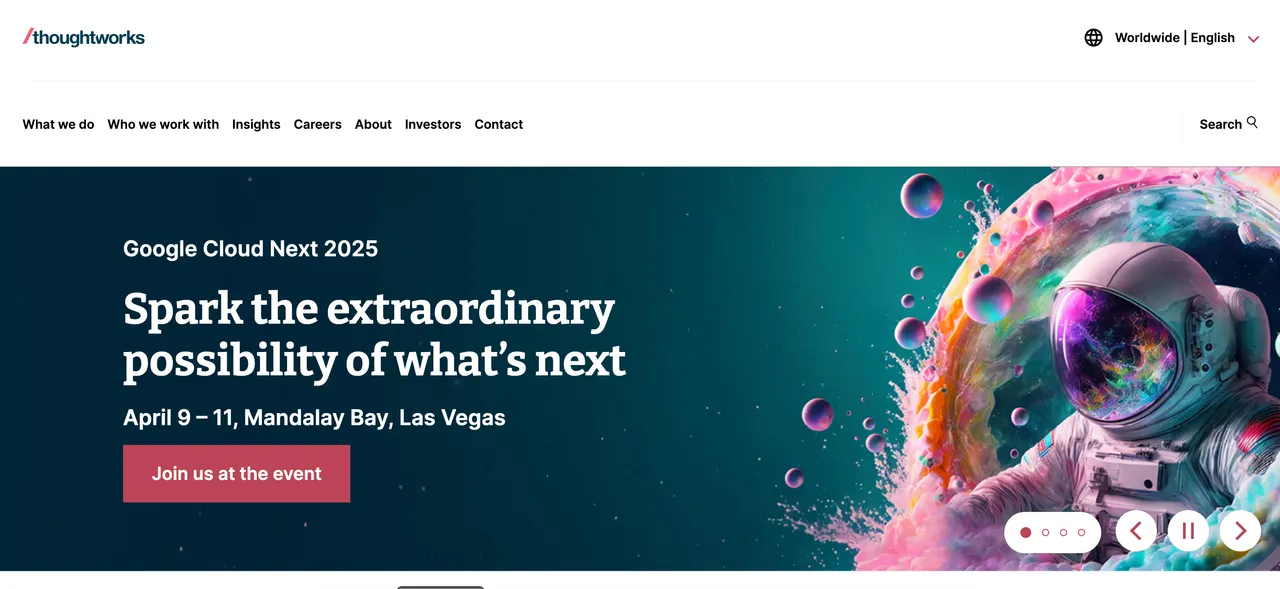 /thoughtworks
Worldwide | English
What we do Who we work with Insights Careers About Investors Contact
Search
Google Cloud Next 2025
Spark the extraordinary
possibility of what’s next
April 9 – 11, Mandalay Bay, Las Vegas
Join us at the event